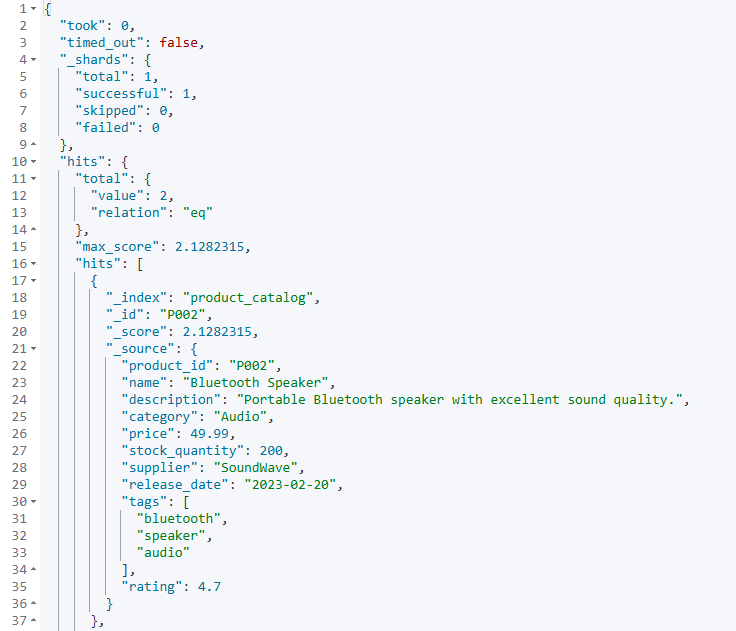 1 {
2 "took": 0,
3 "timed_out": false,
4 "_shards": {
5 "total": 1,
6 "successful": 1,
7 "skipped": 0,
8 "failed": 0
9 },
10 "hits": {
11 "total": {
12 "value": 2,
13 "relation": "eq"
14 },
15 "max_score": 2.1282315,
16 "hits": [
17 {
18 "_index": "product_catalog",
19 "_id": "P002",
20 "_score": 2.1282315,
21 "_source": {
22 "product_id": "P002",
23 "name": "Bluetooth Speaker",
24 "description": "Portable Bluetooth speaker with excellent sound quality.",
25 "category": "Audio",
26 "price": 49.99,
27 "stock_quantity": 200,
28 "supplier": "SoundWave",
29 "release_date": "2023-02-20",
30 "tags": [
31 "bluetooth",
32 "speaker",
33 "audio"
34 ],
35 "rating": 4.7
36 }
37 },